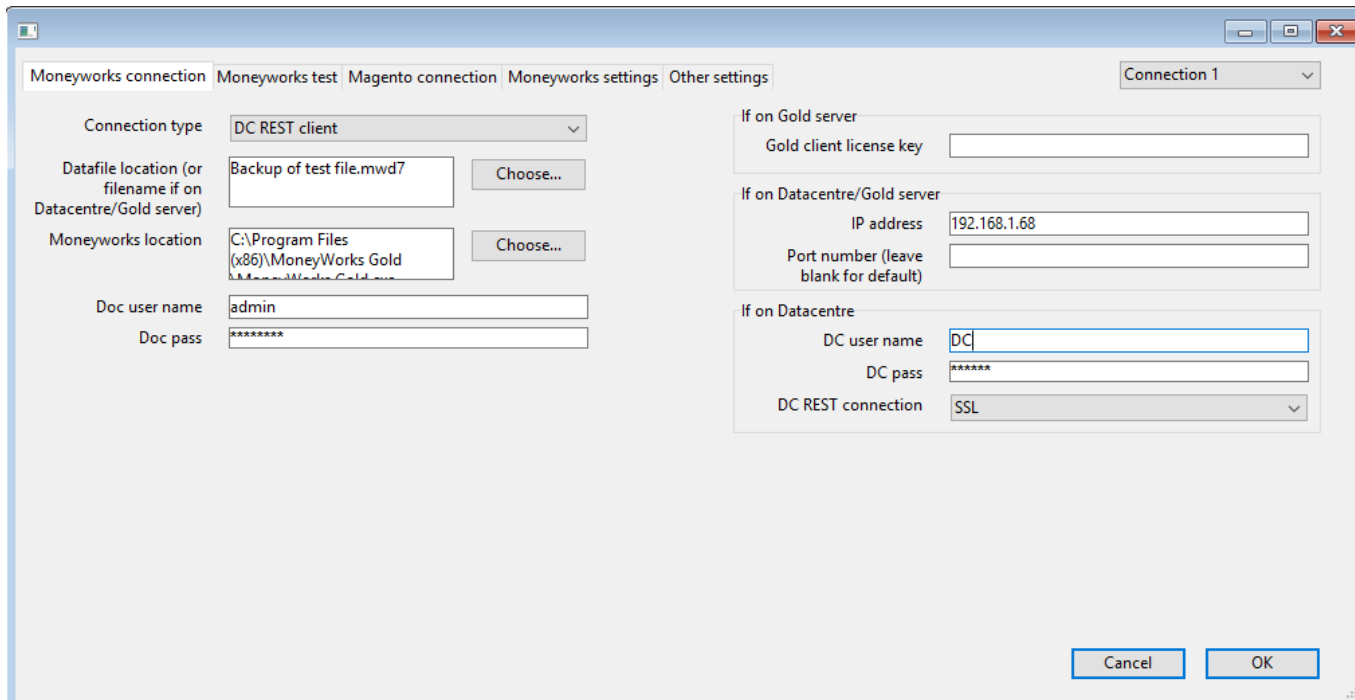 Moneyworks connection Moneyworks test Magento connection Moneyworks settings Other settings Connection 1
Connection type DC REST client
Datafile location (or
filename if on
Datacentre/Gold server)
Backup of test file.mwd7
Choose...
Moneyworks location
C:\Program Files
(x86)\MoneyWorks Gold
\MoneyWorks Gold.exe
Choose...
Doc user name admin
Doc pass ********
If on Gold server
Gold client license key
If on Datacentre/Gold server
IP address 192.168.1.68
Port number (leave
blank for default)
If on Datacentre
DC user name DC
DC pass ******
DC REST connection SSL
Cancel OK